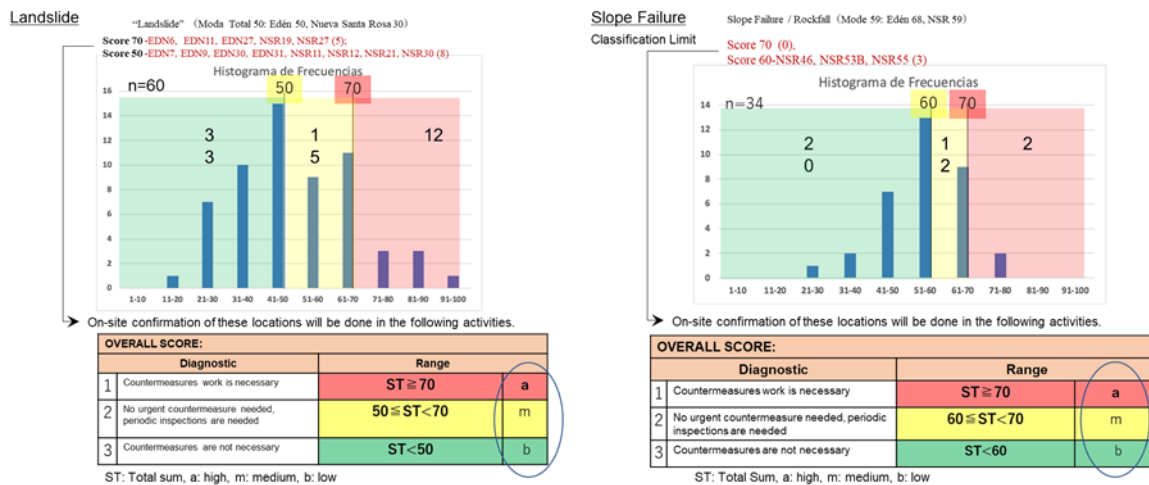 Landslide
“Landslide” (Moda Total 50: Edén 50, Nueva Santa Rosa 30)
Score 70 -EDN6, EDN11, EDN27, NSR19, NSR27 (5);
Score 50 -EDN7, EDN9, EDN30, EDN31, NSR11, NSR12, NSR21, NSR30 (8)
Histograma de Frecuencias
n=60
50
70
33
15
12
16
14
12
10
8
6
4
2
0
1-10 11-20 21-30 31-40 41-50 51-60 61-70 71-80 81-90 91-100
On-site confirmation of these locations will be done in the following activities.
OVERALL SCORE:
Diagnostic Range
1 Countermeasures work is necessary ST≧70 a
2 No urgent countermeasure needed, periodic inspections are needed 50≦ST<70 m
3 Countermeasures are not necessary ST<50 b
ST: Total sum, a: high, m: medium, b: low
Slope Failure
Slope Failure / Rockfall (Mode 59: Edén 68, NSR 59)
Classification Limit
Score 70 (0),
Score 60-NSR46, NSR53B, NSR55 (3)
Histograma de Frecuencias
n=34
60
70
20
12
2
14
12
10
8
6
4
2
0
1-10 11-20 21-30 31-40 41-50 51-60 61-70 71-80 81-90 91-100
On-site confirmation of these locations will be done in the following activities.
OVERALL SCORE:
Diagnostic Range
1 Countermeasures work is necessary ST≧70 a
2 No urgent countermeasure needed, periodic inspections are needed 60≦ST<70 m
3 Countermeasures are not necessary ST<60 b
ST: Total Sum, a: high, m: medium, b: low